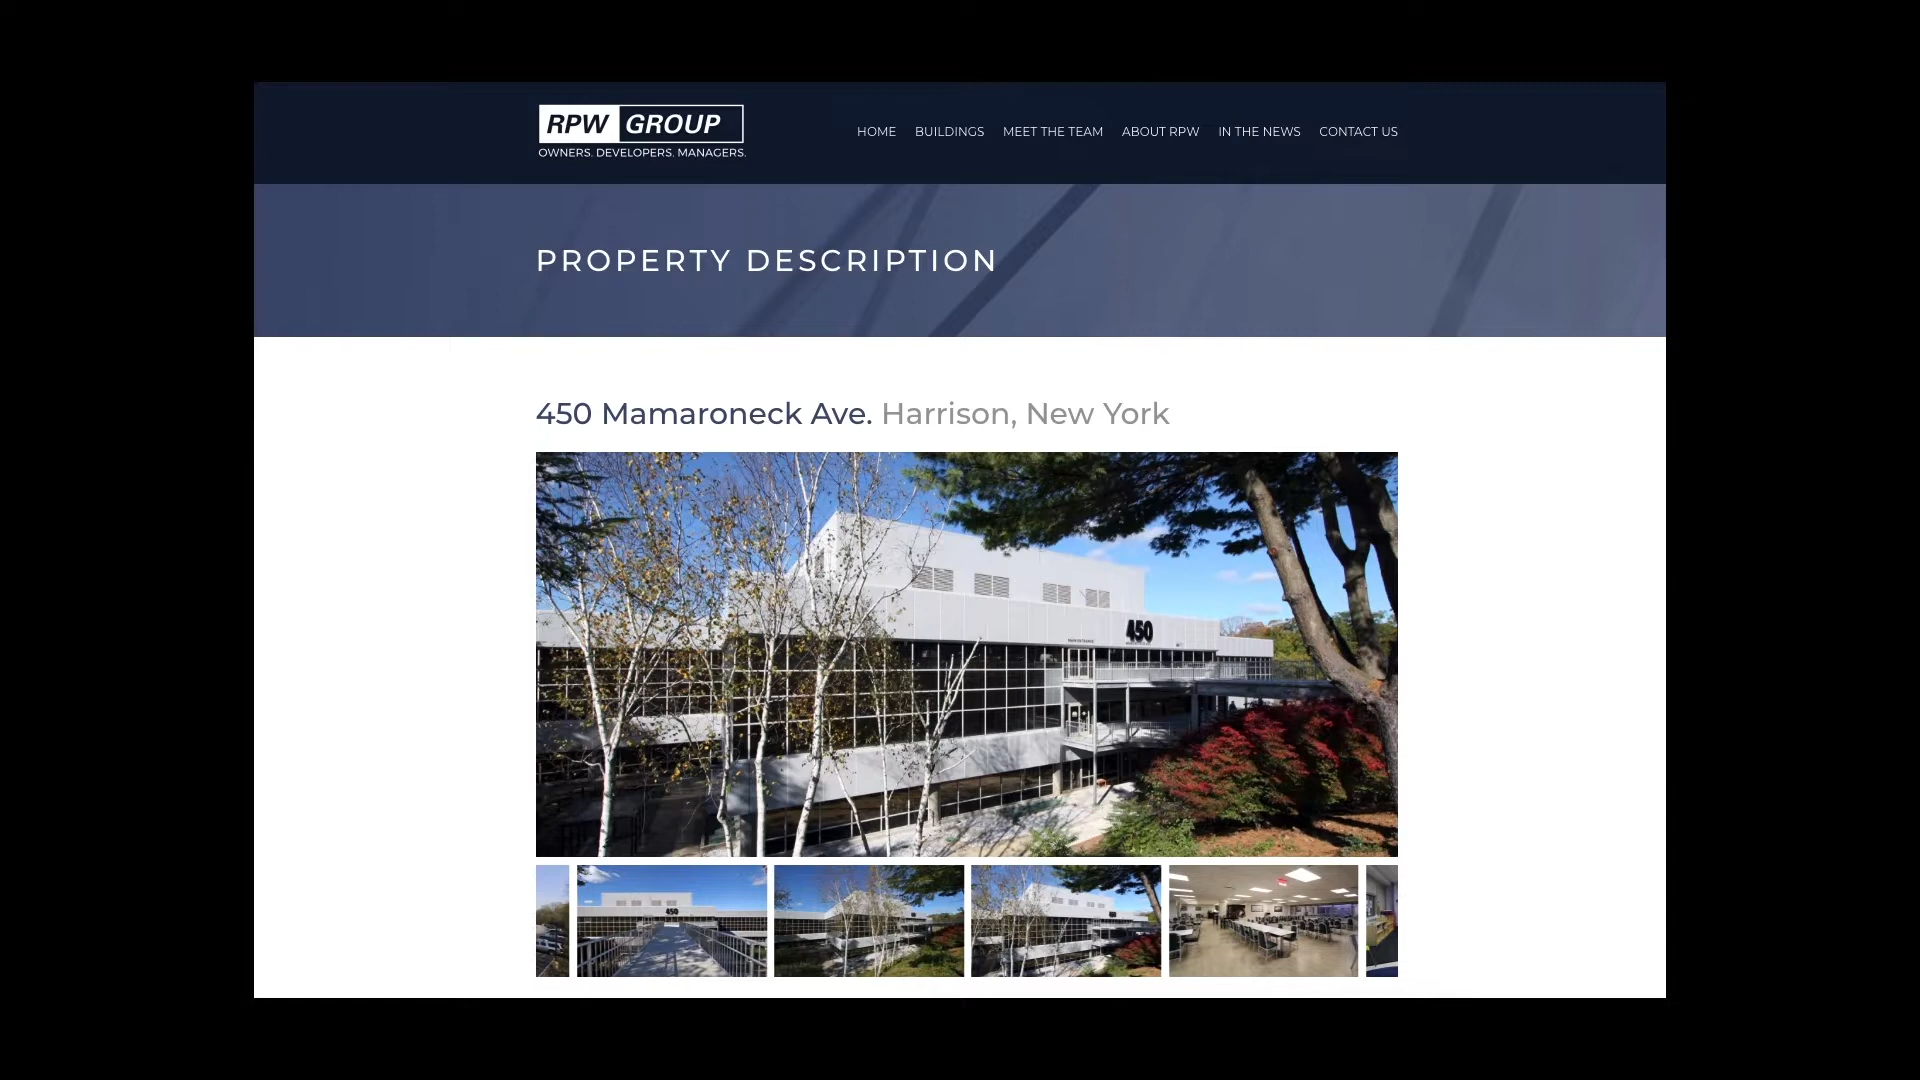 RPW GROUP
OWNERS. DEVELOPERS. MANAGERS.
HOME BUILDINGS MEET THE TEAM ABOUT RPW IN THE NEWS CONTACT US
PROPERTY DESCRIPTION
450 Mamaroneck Ave. Harrison, New York
450
450